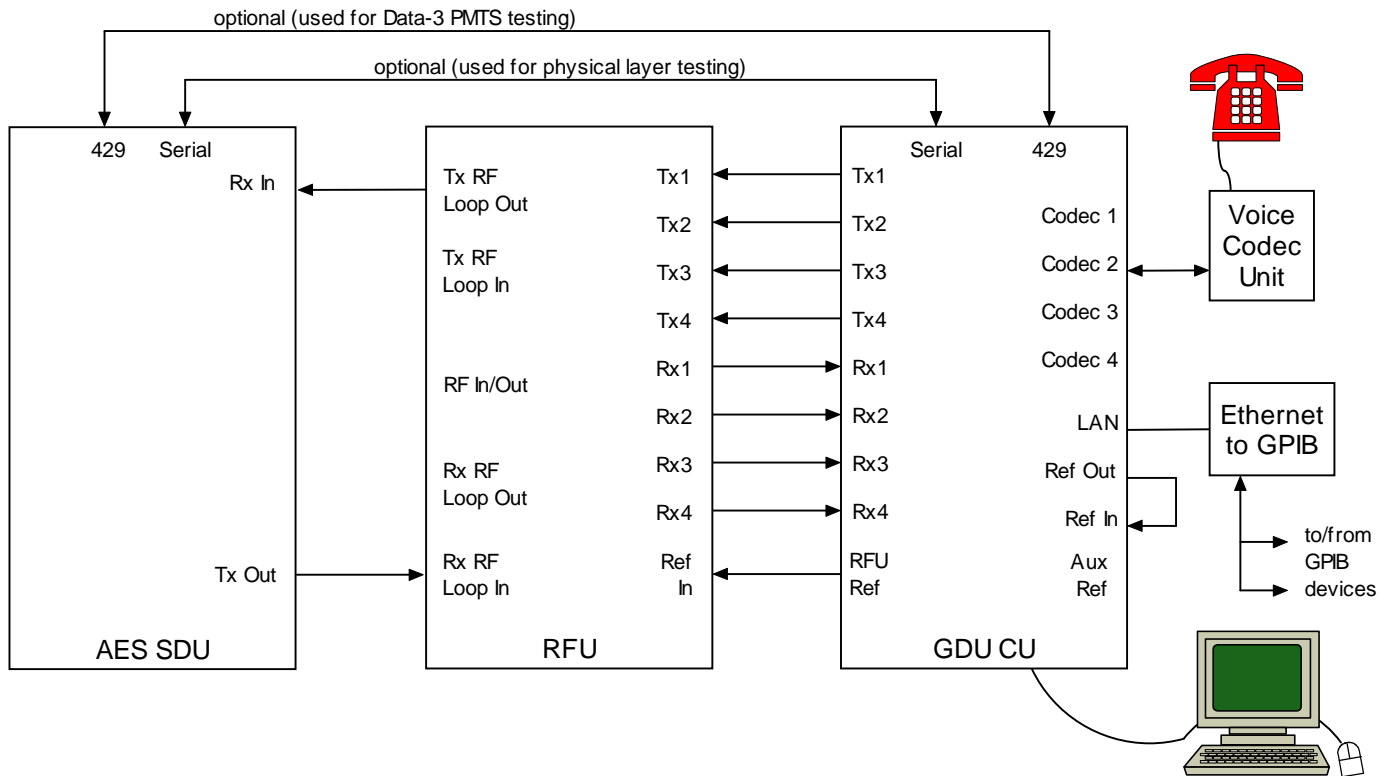 optional (used for Data-3 PMTS testing)
optional (used for physical layer testing)
429 Serial
Rx In
Tx Out
AES SDU
Tx RF
Loop Out
Tx RF
Loop In
RF In/Out
Rx RF
Loop Out
Rx RF
Loop In
Tx1
Tx2
Tx3
Tx4
Rx1
Rx2
Rx3
Rx4
Ref
In
RFU
Serial 429
Tx1
Tx2
Tx3
Tx4
Rx1
Rx2
Rx3
Rx4
RFU
Ref
Codec 1
Codec 2
Codec 3
Codec 4
LAN
Ref Out
Ref In
Aux
Ref
GDU CU
Voice
Codec
Unit
Ethernet
to GPIB
to/from
GPIB
devices